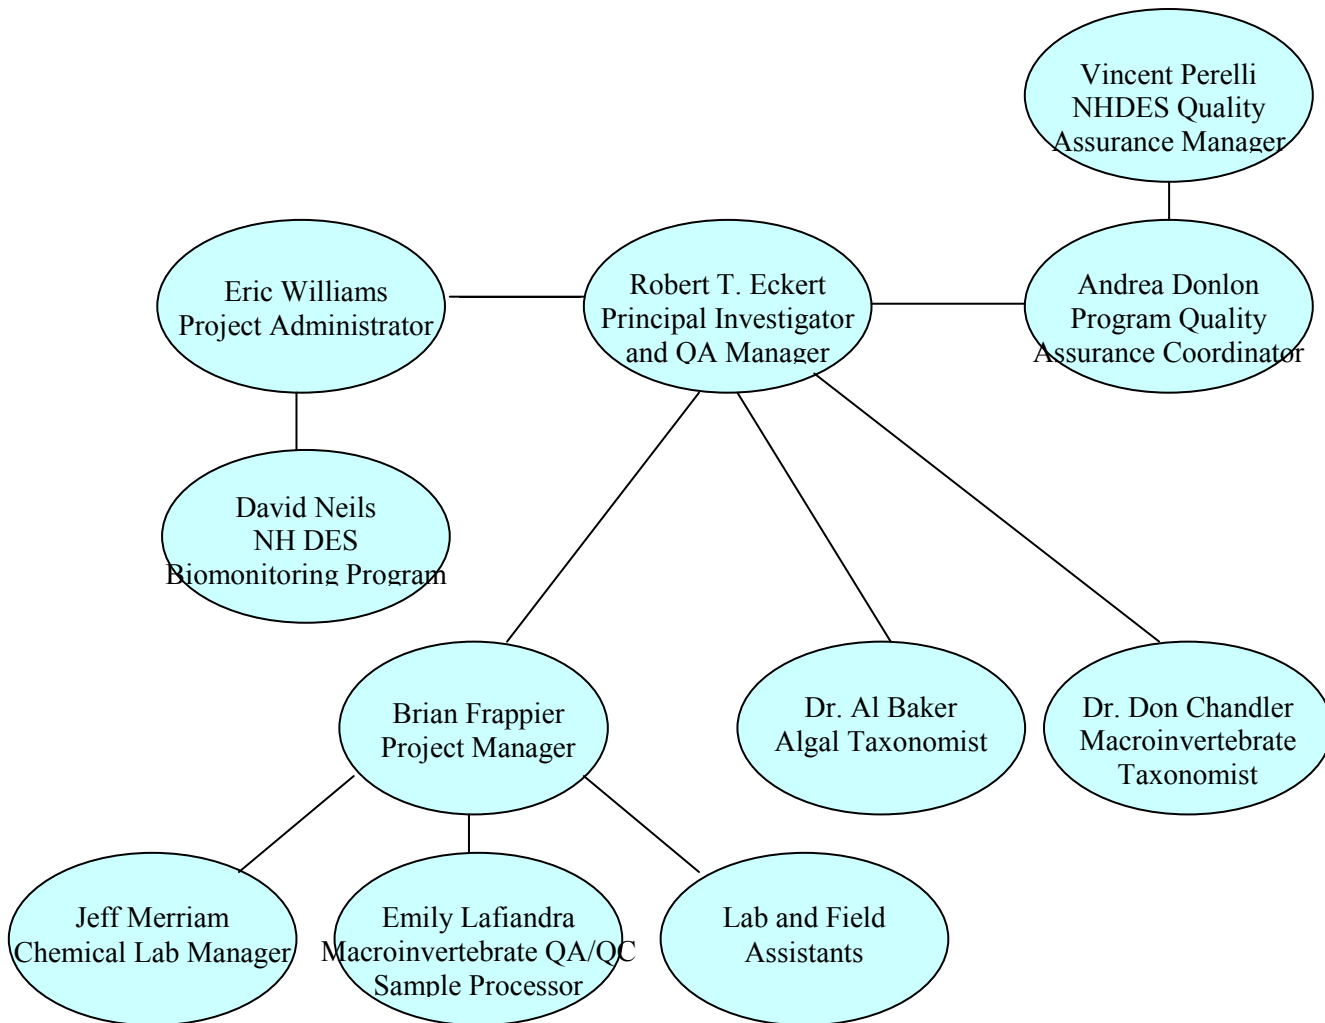 Vincent Perelli
NHDES Quality
Assurance Manager
Eric Williams
Project Administrator
Robert T. Eckert
Principal Investigator
and QA Manager
Andrea Donlon
Program Quality
Assurance Coordinator
David Neils
NH DES
Biomonitoring Program
Brian Frappier
Project Manager
Dr. Al Baker
Algal Taxonomist
Dr. Don Chandler
Macroinvertebrate
Taxonomist
Jeff Merriam
Chemical Lab Manager
Emily Lafiandra
Macroinvertebrate QA/QC
Sample Processor
Lab and Field
Assistants